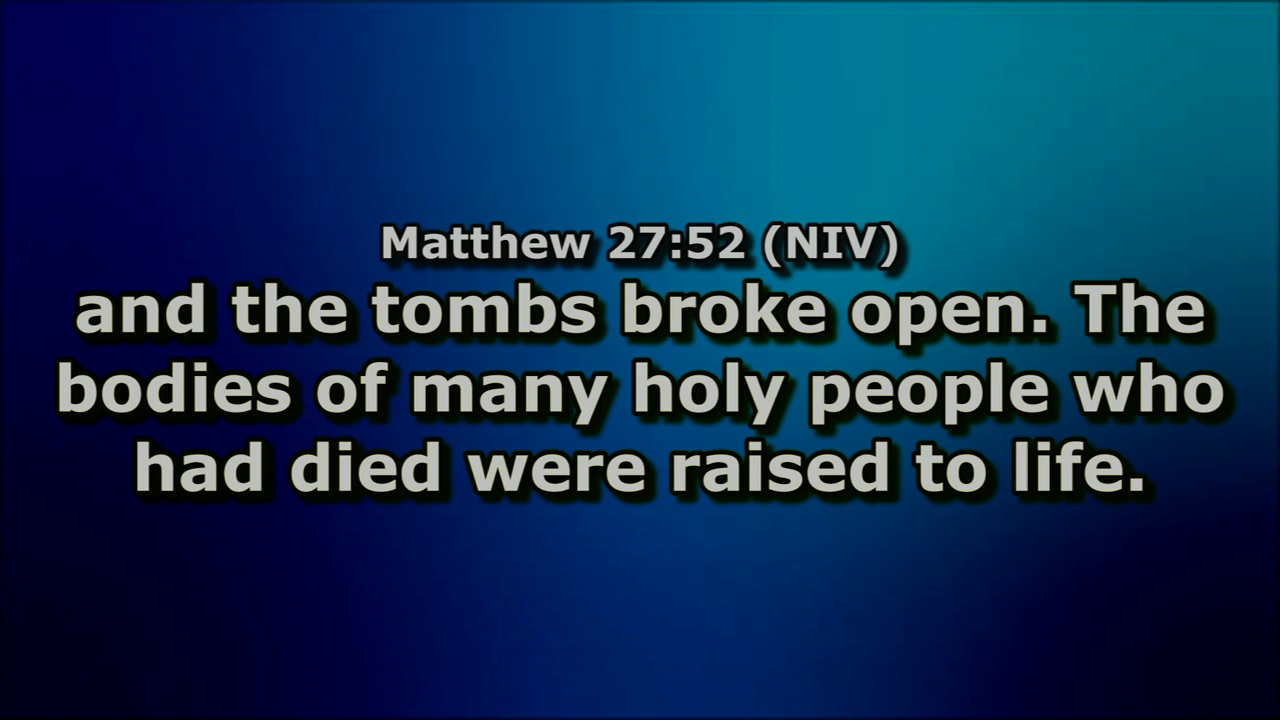 Matthew 27:52 (NIV)
and the tombs broke open. The
bodies of many holy people who
had died were raised to life.